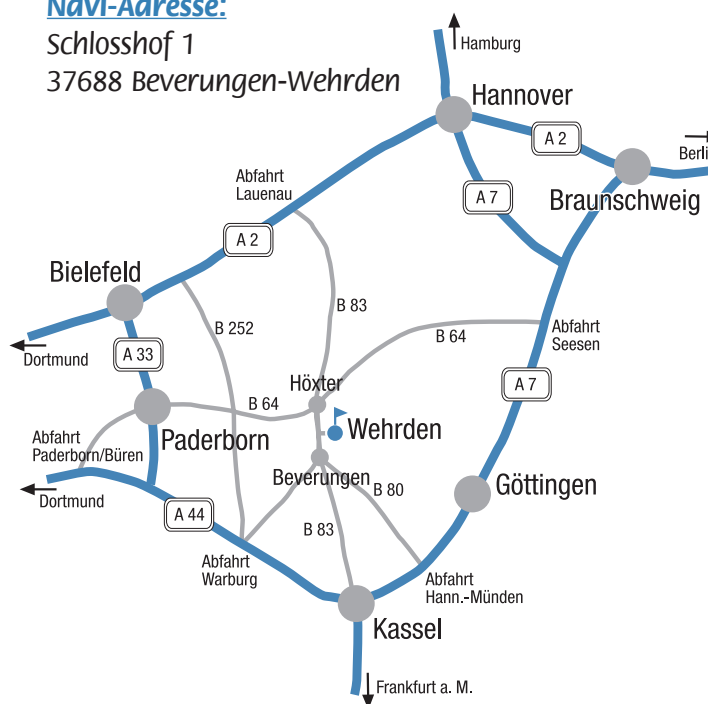 Navi-Adresse:
Schlosshof 1
37688 Beverungen-Wehrden
Hamburg
Hannover
A 2
Berli
Braunschweig
A 7
Abfahrt
Lauenau
A 2
Bielefeld
B 83
B 252
B 64
Abfahrt
Seesen
Dortmund
A 33
A 7
Höxter
B 64
Wehrden
Paderborn
Abfahrt
Paderborn/Büren
Beverungen
B 80
Göttingen
Dortmund
A 44
B 83
Abfahrt
Warburg
Abfahrt
Hann.-Münden
Kassel
Frankfurt a. M.